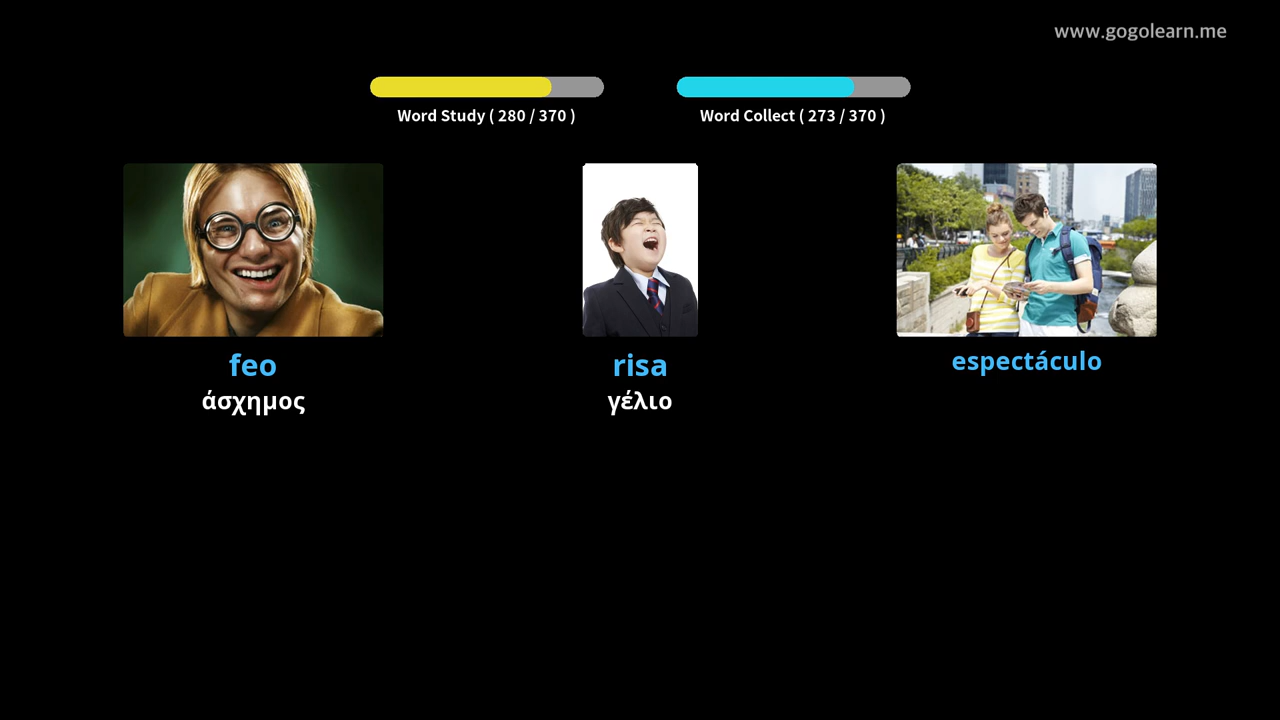 www.gogolearn.me
Word Study ( 280 / 370 )
Word Collect ( 273 / 370 )
feo
άσχημος
risa
γέλιο
espectáculo